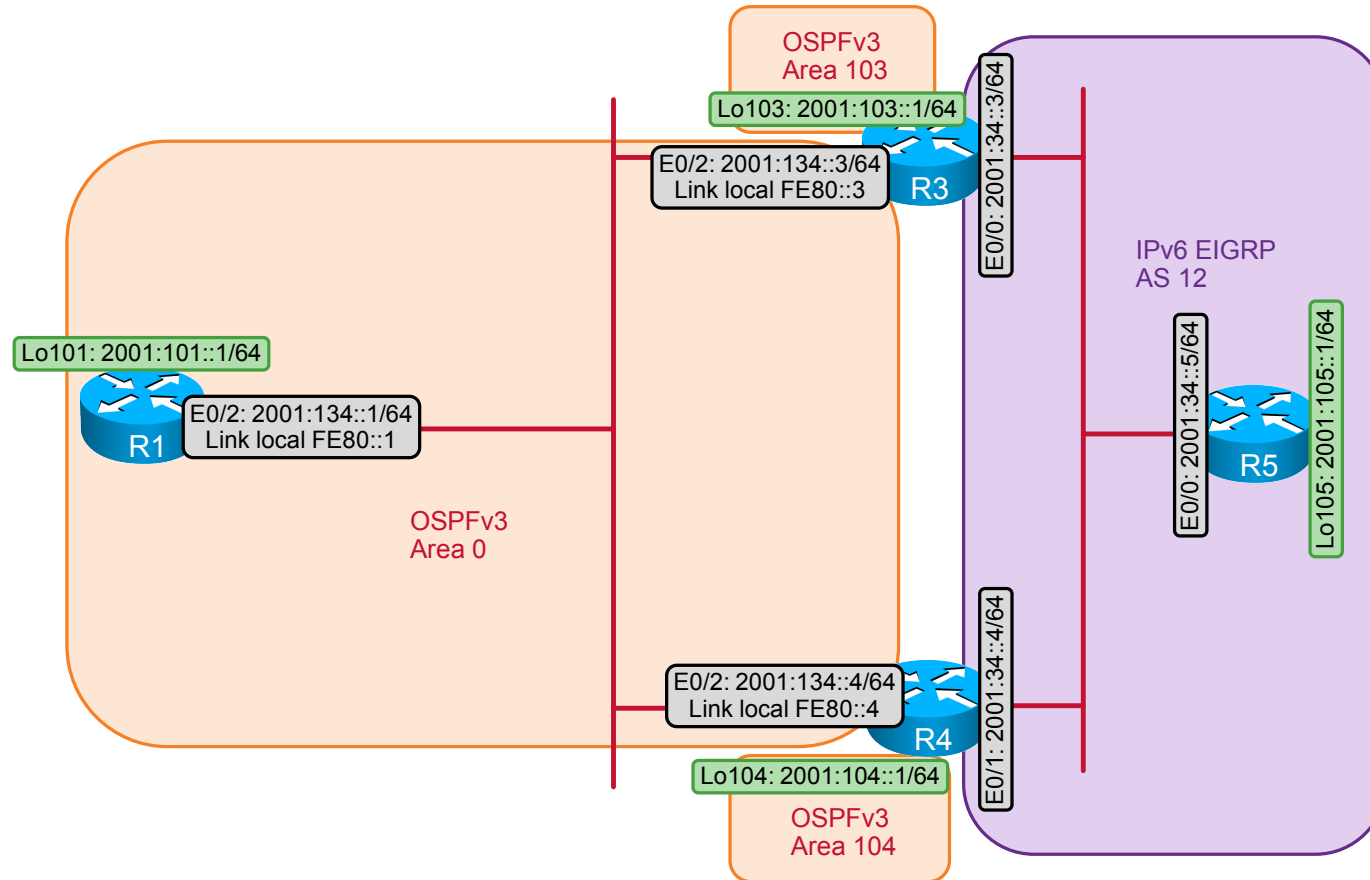 OSPFv3
Area 103
Lo103: 2001:103::1/64
E0/2: 2001:134::3/64
Link local FE80::3
R3
E0/0: 2001:34::3/64
IPv6 EIGRP
AS 12
Lo101: 2001:101::1/64
E0/2: 2001:134::1/64
Link local FE80::1
R1
OSPFv3
Area 0
E0/0: 2001:34::5/64
R5
Lo105: 2001:105::1/64
E0/2: 2001:134::4/64
Link local FE80::4
R4
E0/1: 2001:34::4/64
Lo104: 2001:104::1/64
OSPFv3
Area 104